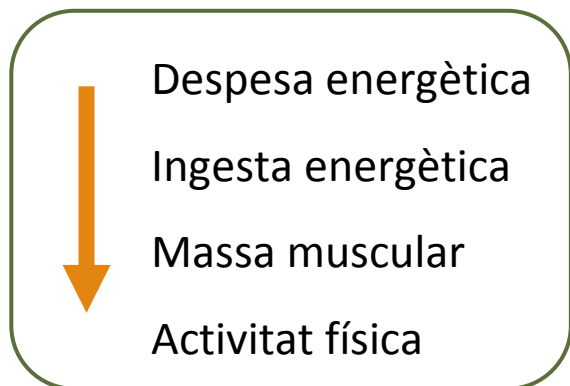 Despesa energètica
Ingesta energètica
Massa muscular
Activitat física